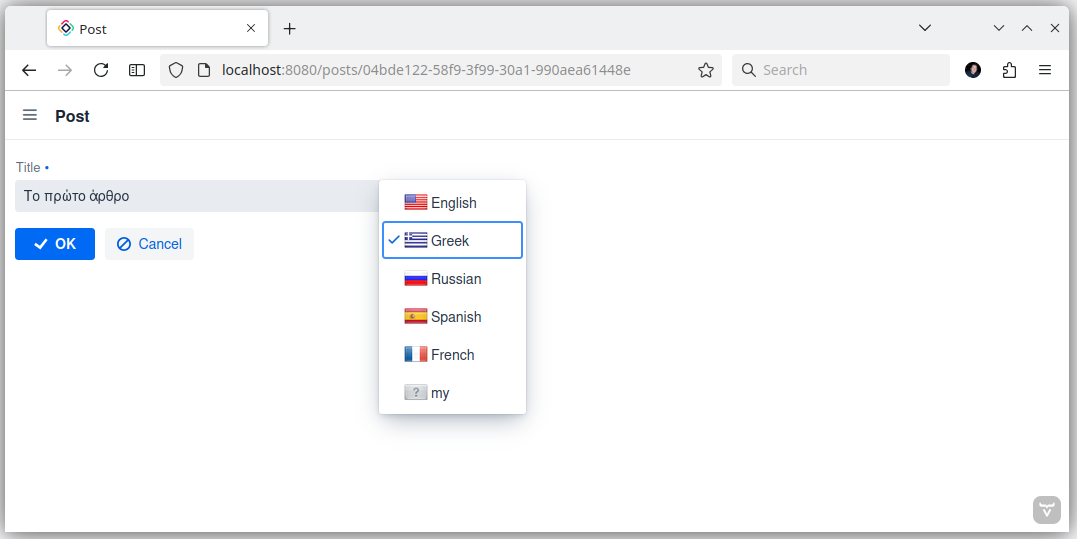 Post
localhost:8080/posts/04bde122-58f9-3f99-30a1-990aea61448e
Search
Post
Title •
Το πρώτο άρθρο
OK
Cancel
English
Greek
Russian
Spanish
French
? my